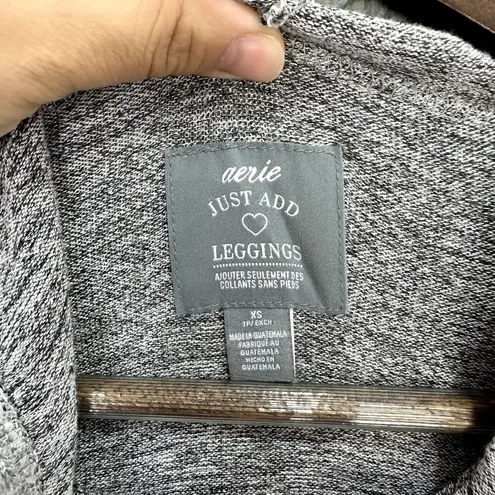 aerie
JUST ADD
LEGGINGS
AJOUTER SEULEMENT DES
COLLANTS SANS PIEDS
XS
TP/EXCH
MADE IN GUATEMALA
FABRIQUÉ AU
GUATEMALA
HECHO EN
GUATEMALA